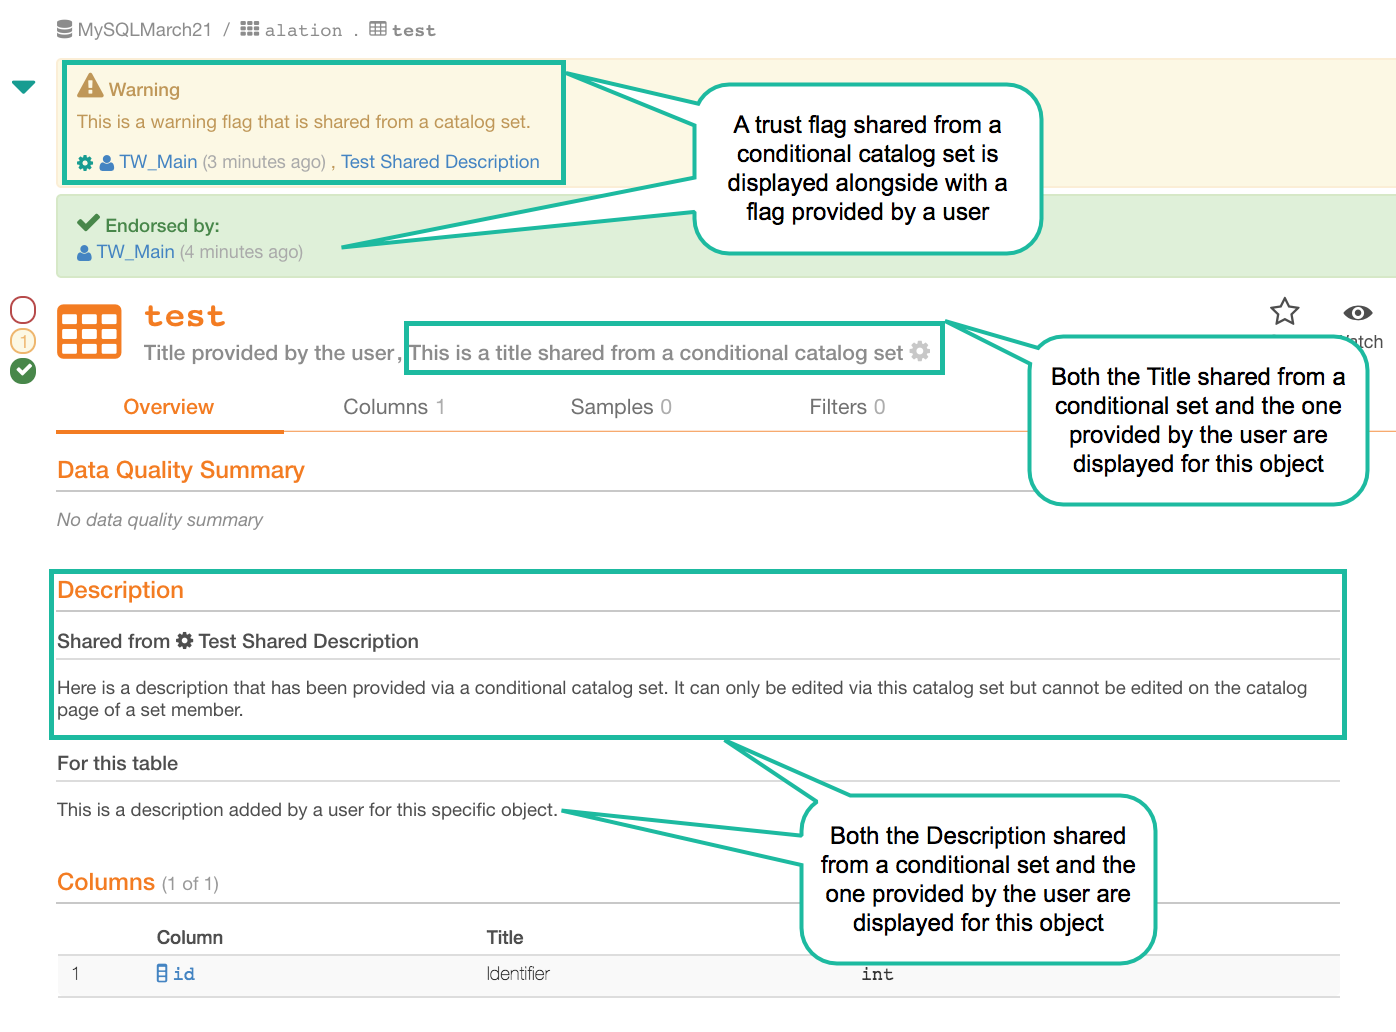 MySQLMarch21 / alation . test
Warning
This is a warning flag that is shared from a catalog set.
TW_Main (3 minutes ago) , Test Shared Description
A trust flag shared from a
conditional catalog set is
displayed alongside with a
flag provided by a user
Endorsed by:
TW_Main (4 minutes ago)
1
test
Title provided by the user, This is a title shared from a conditional catalog set
atch
Both the Title shared from a
conditional set and the one
provided by the user are
displayed for this object
Overview Columns 1 Samples 0 Filters 0
Data Quality Summary
No data quality summary
Description
Shared from Test Shared Description
Here is a description that has been provided via a conditional catalog set. It can only be edited via this catalog set but cannot be edited on the catalog
page of a set member.
For this table
This is a description added by a user for this specific object.
Both the Description shared
from a conditional set and the
one provided by the user are
displayed for this object
Columns (1 of 1)
Column Title
1 id Identifier int